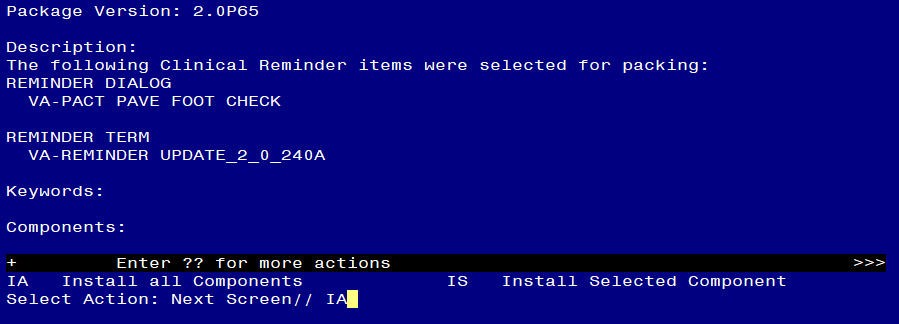 Package Version: 2.0P65
Description:
The following Clinical Reminder items were selected for packing:
REMINDER DIALOG
VA-PACT PAVE FOOT CHECK
REMINDER TERM
VA-REMINDER UPDATE_2_0_240A
Keywords:
Components:
+ Enter ?? for more actions >>>
IA Install all Components IS Install Selected Component
Select Action: Next Screen// IA